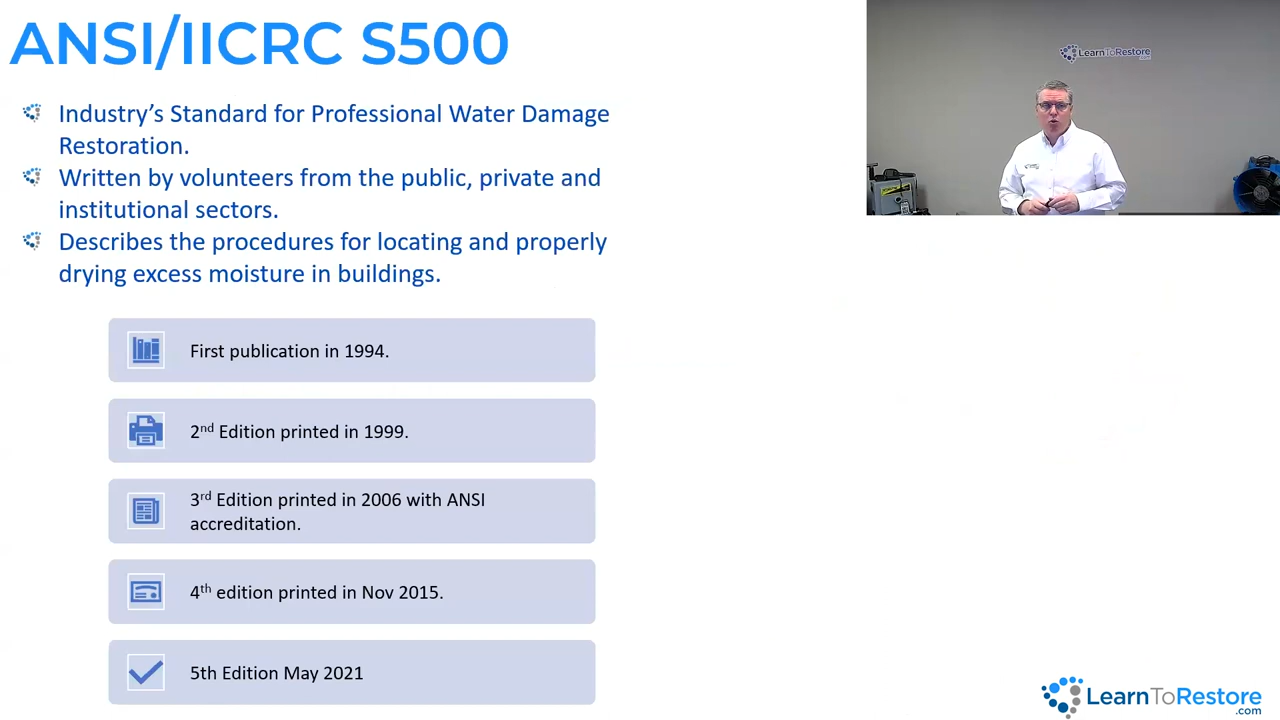 ANSI/IICRC S500
Industry’s Standard for Professional Water Damage
Restoration.
Written by volunteers from the public, private and
institutional sectors.
Describes the procedures for locating and properly
drying excess moisture in buildings.
First publication in 1994.
2nd Edition printed in 1999.
3rd Edition printed in 2006 with ANSI
accreditation.
4th edition printed in Nov 2015.
5th Edition May 2021
LearnToRestore
.com
LearnToRestore
.com